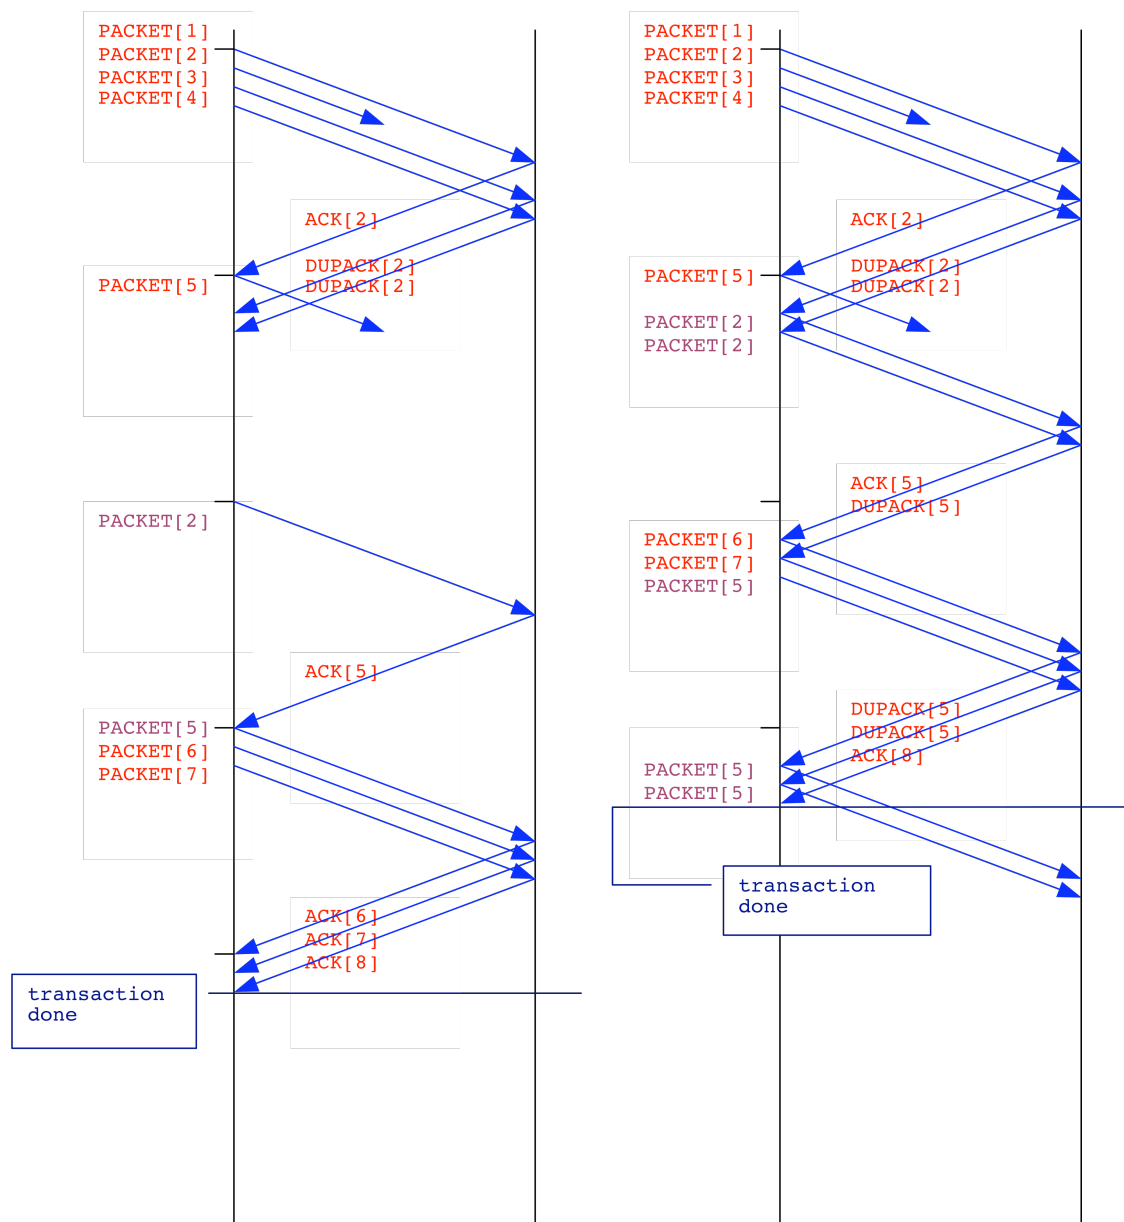 PACKET[1]
PACKET[2]
PACKET[3]
PACKET[4]
ACK[2]
DUPACK[2]
DUPACK[2]
PACKET[5]
PACKET[2]
ACK[5]
PACKET[5]
PACKET[6]
PACKET[7]
ACK[6]
ACK[7]
ACK[8]
transaction
done
PACKET[1]
PACKET[2]
PACKET[3]
PACKET[4]
ACK[2]
DUPACK[2]
DUPACK[2]
PACKET[5]
PACKET[2]
PACKET[2]
ACK[5]
DUPACK[5]
PACKET[6]
PACKET[7]
PACKET[5]
DUPACK[5]
DUPACK[5]
ACK[8]
PACKET[5]
PACKET[5]
transaction
done